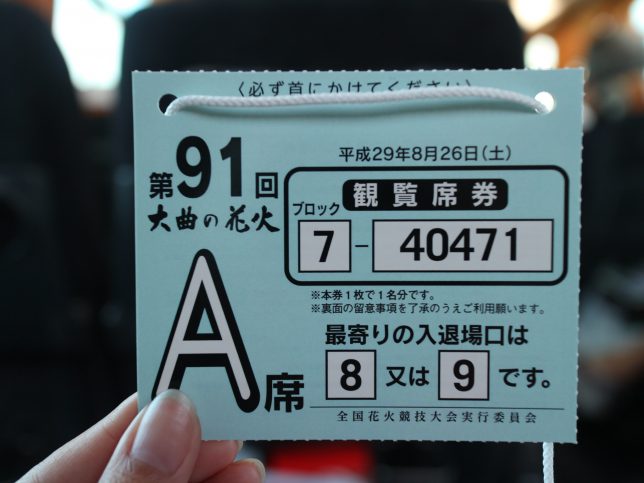 〈必ず首にかけてください〉
平成29年8月26日(土)
第91回
大曲の花火
観覧席券
ブロック
7-40471
※本券1枚で1名分です。
※裏面の留意事項を了承のうえご利用願います。
A席
最寄りの入退場口は
8又は9です。
全国花火競技大会実行委員会